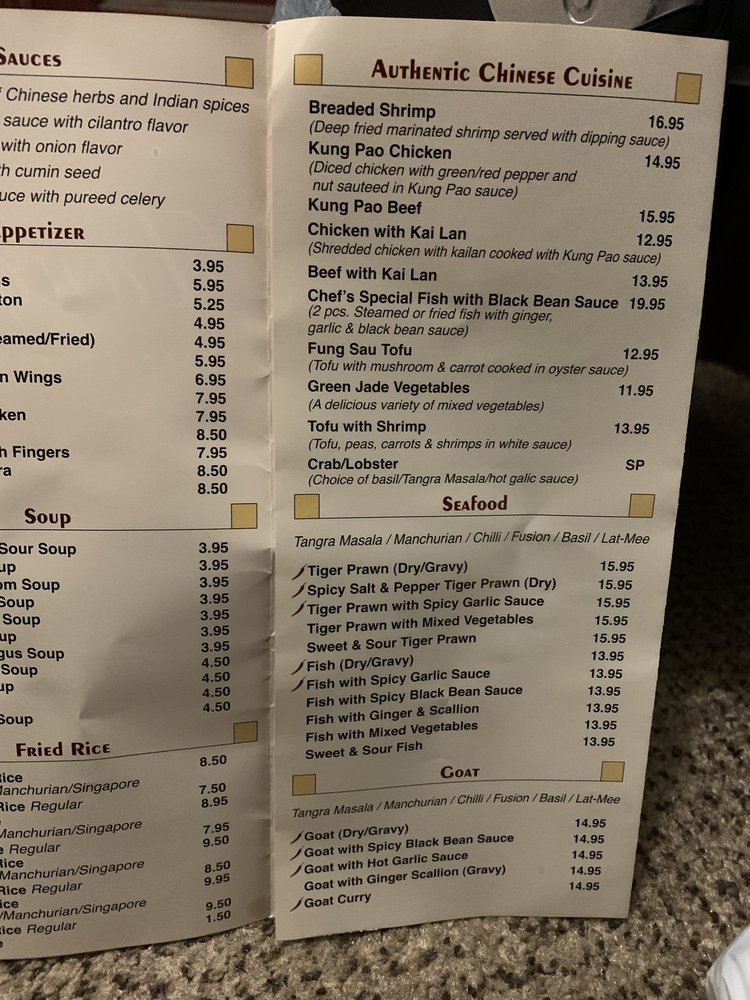 Sauces
f Chinese herbs and Indian spices
sauce with cilantro flavor
with onion flavor
th cumin seed
uce with pureed celery
ppetizer
3.95
s 5.95
ton 5.25
4.95
eamed/Fried) 4.95
5.95
n Wings 6.95
7.95
ken 7.95
8.50
h Fingers 7.95
ra 8.50
8.50
Soup
Sour Soup 3.95
up 3.95
om Soup 3.95
Soup 3.95
Soup 3.95
up 3.95
gus Soup 3.95
Soup 4.50
up 4.50
4.50
Soup 4.50
Fried Rice
Rice 8.50
Manchurian/Singapore
Rice Regular 7.50
8.95
Manchurian/Singapore
e Regular 7.95
Rice 9.50
Manchurian/Singapore
Rice Regular 8.50
ice 9.95
/Manchurian/Singapore
Rice Regular 9.50
e 1.50
Authentic Chinese Cuisine
Breaded Shrimp 16.95
(Deep fried marinated shrimp served with dipping sauce)
Kung Pao Chicken 14.95
(Diced chicken with green/red pepper and
nut sauteed in Kung Pao sauce)
Kung Pao Beef 15.95
Chicken with Kai Lan 12.95
(Shredded chicken with kailan cooked with Kung Pao sauce)
Beef with Kai Lan 13.95
Chef's Special Fish with Black Bean Sauce 19.95
(2 pcs. Steamed or fried fish with ginger,
garlic & black bean sauce)
Fung Sau Tofu 12.95
(Tofu with mushroom & carrot cooked in oyster sauce)
Green Jade Vegetables 11.95
(A delicious variety of mixed vegetables)
Tofu with Shrimp 13.95
(Tofu, peas, carrots & shrimps in white sauce)
Crab/Lobster SP
(Choice of basil/Tangra Masala/hot galic sauce)
Seafood
Tangra Masala / Manchurian / Chilli / Fusion / Basil / Lat-Mee
Tiger Prawn (Dry/Gravy) 15.95
Spicy Salt & Pepper Tiger Prawn (Dry) 15.95
Tiger Prawn with Spicy Garlic Sauce 15.95
Tiger Prawn with Mixed Vegetables 15.95
Sweet & Sour Tiger Prawn 15.95
Fish (Dry/Gravy) 13.95
Fish with Spicy Garlic Sauce 13.95
Fish with Spicy Black Bean Sauce 13.95
Fish with Ginger & Scallion 13.95
Fish with Mixed Vegetables 13.95
Sweet & Sour Fish 13.95
Goat
Tangra Masala / Manchurian / Chilli / Fusion / Basil / Lat-Mee
Goat (Dry/Gravy) 14.95
Goat with Spicy Black Bean Sauce 14.95
Goat with Hot Garlic Sauce 14.95
Goat with Ginger Scallion (Gravy) 14.95
Goat Curry 14.95